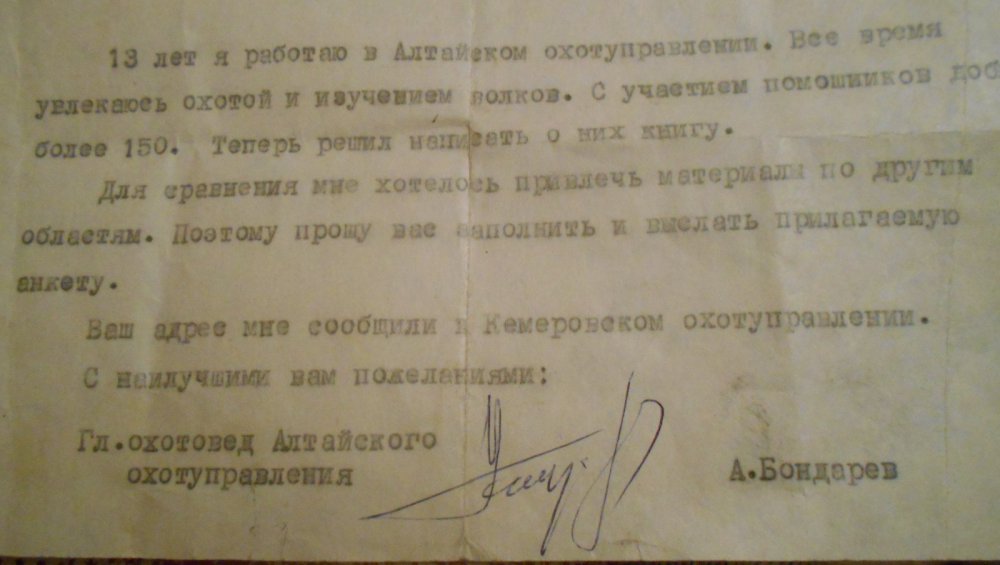 13 лет я работаю в Алтайском охотуправлении. Все время
увлекаюсь охотой и изучением волков. С участием помошников доб
более 150. Теперь решил написать о них книгу.
Для сравнения мне хотелось привлечь материалы по другим
областям. Поэтому прошу вас заполнить и выслать прилагаемую
анкету.
Ваш адрес мне сообщили в Кемеровском охотуправлении.
С наилучшими вам пожеланиями:
Гл.охотовед Алтайского
охотуправления
А.Бондарев